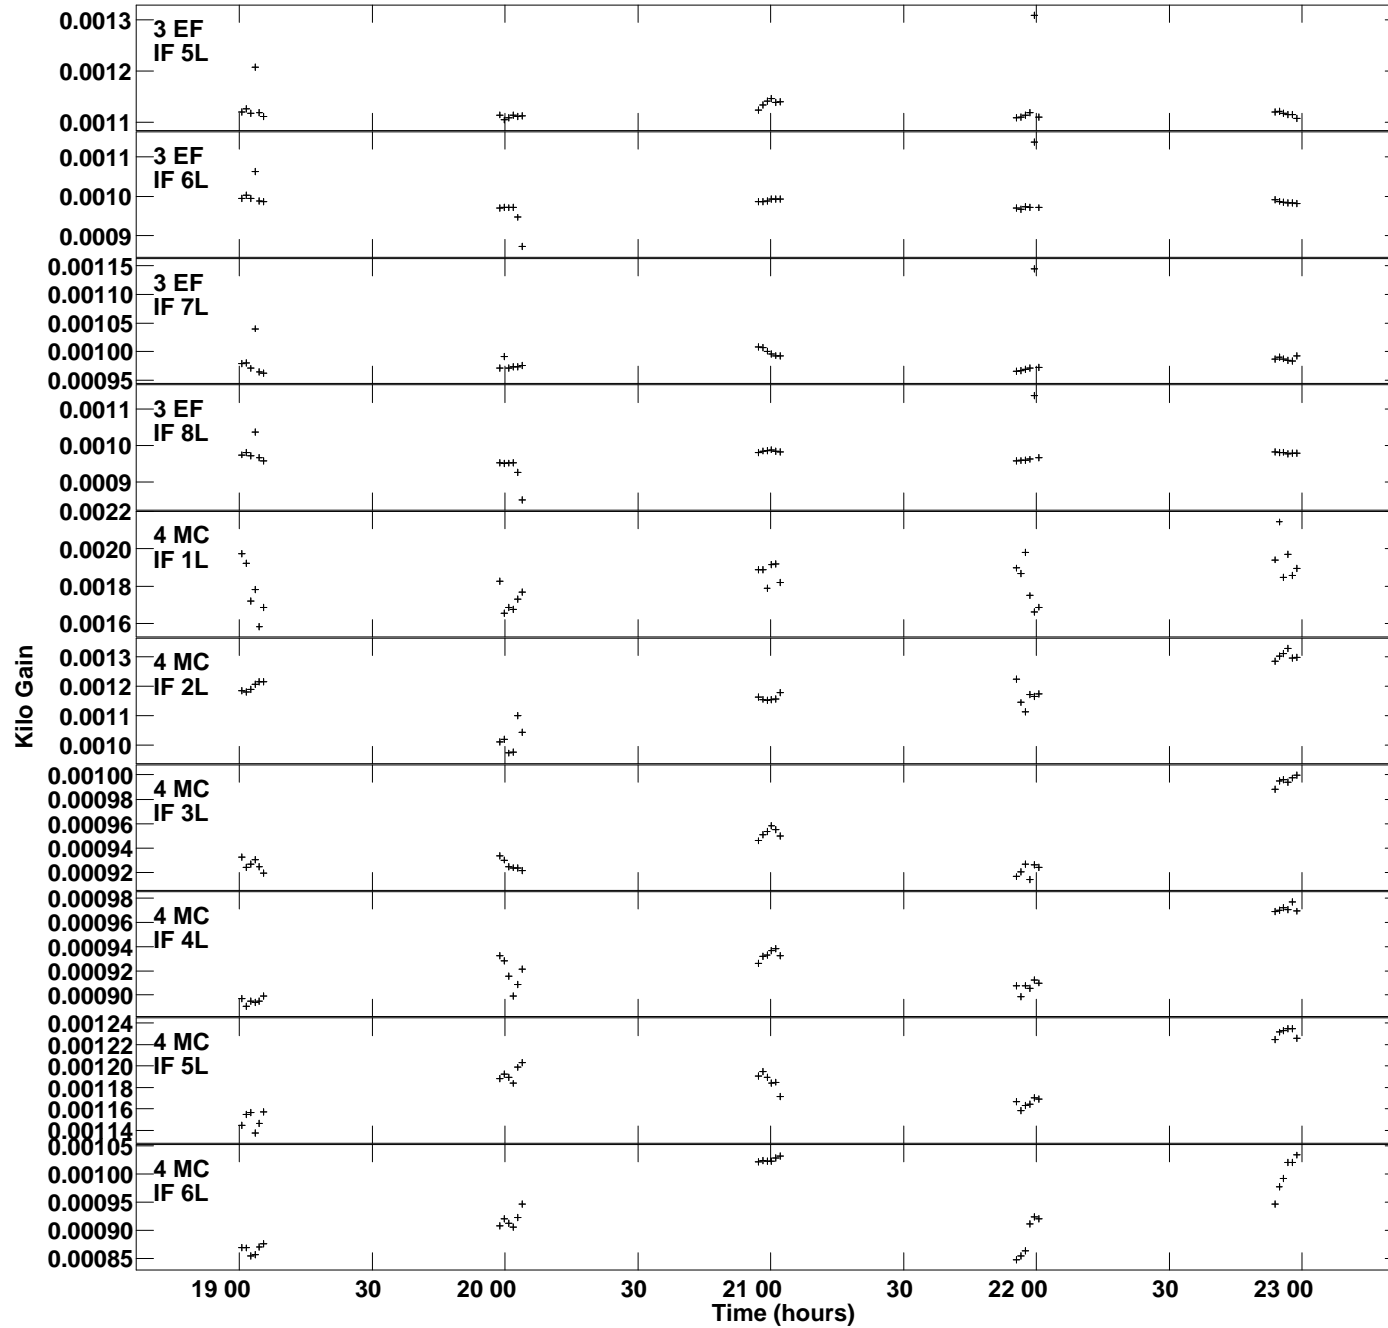 0.0013
0.0012
0.0011
3 EF
IF 5L
0.0011
0.0010
0.0009
3 EF
IF 6L
0.00115
0.00110
0.00105
0.00100
0.00095
3 EF
IF 7L
0.0011
0.0010
0.0009
3 EF
IF 8L
0.0022
0.0020
0.0018
0.0016
4 MC
IF 1L
0.0013
0.0012
0.0011
0.0010
4 MC
IF 2L
Kilo Gain
0.00100
0.00098
0.00096
0.00094
0.00092
4 MC
IF 3L
0.00098
0.00096
0.00094
0.00092
0.00090
4 MC
IF 4L
0.00124
0.00122
0.00120
0.00118
0.00116
0.00114
4 MC
IF 5L
0.00105
0.00100
0.00095
0.00090
0.00085
4 MC
IF 6L
19 00 30 20 00 30 21 00 30 22 00 30 23 00
Time (hours)